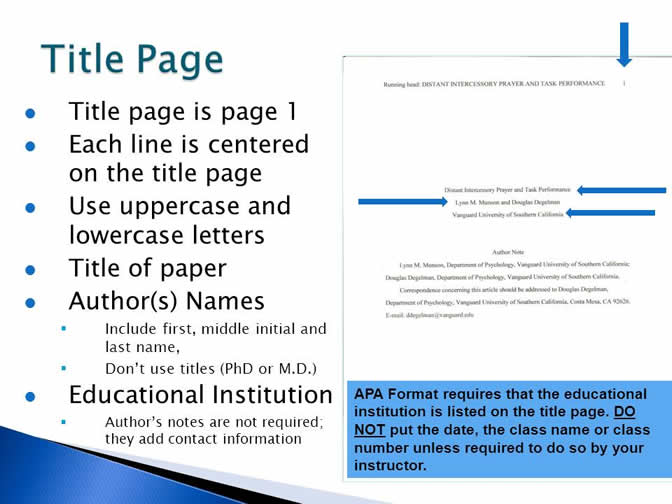 Title Page
Title page is page 1
Each line is centered
on the title page
Use uppercase and
lowercase letters
Title of paper
Author(s) Names
Include first, middle initial and
last name,
Don't use titles (PhD or M.D.)
Educational Institution
Author's notes are not required;
they add contact information
Running head: DISTANT INTERCESSORY PRAYER AND TASK PERFORMANCE 1
Distant Intercessory Prayer and Task Performance
Lynn M. Munson and Douglas Degelman
Vanguard University of Southern California
Author Note
Lynn M. Munson, Department of Psychology, Vanguard University of Southern California;
Douglas Degelman, Department of Psychology, Vanguard University of Southern California.
Correspondence concerning this article should be addressed to Douglas Degelman,
Department of Psychology, Vanguard University of Southern California, Costa Mesa, CA 92626.
E-mail: ddegelman@vanguard.edu
APA Format requires that the educational
institution is listed on the title page. DO
NOT put the date, the class name or class
number unless required to do so by your
instructor.